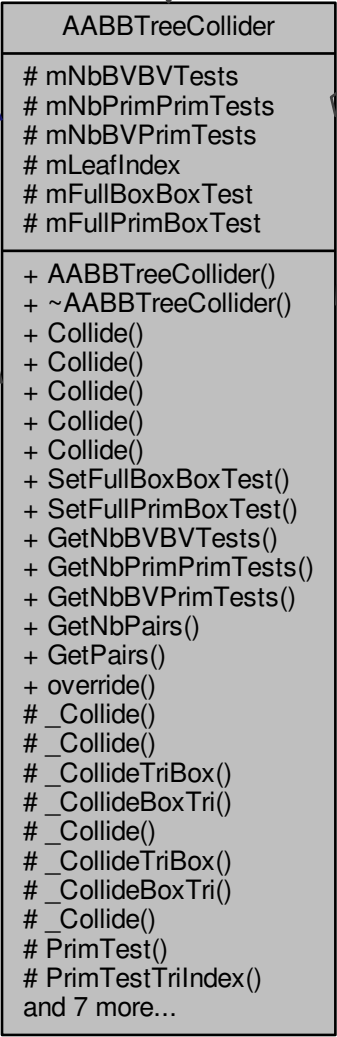 AABBTreeCollider
# mNbBVBVTests
# mNbPrimPrimTests
# mNbBVPrimTests
# mLeafIndex
# mFullBoxBoxTest
# mFullPrimBoxTest
+ AABBTreeCollider()
+ ~AABBTreeCollider()
+ Collide()
+ Collide()
+ Collide()
+ Collide()
+ Collide()
+ SetFullBoxBoxTest()
+ SetFullPrimBoxTest()
+ GetNbBVBVTests()
+ GetNbPrimPrimTests()
+ GetNbBVPrimTests()
+ GetNbPairs()
+ GetPairs()
+ override()
# _Collide()
# _Collide()
# _CollideTriBox()
# _CollideBoxTri()
# _Collide()
# _CollideTriBox()
# _CollideBoxTri()
# _Collide()
# PrimTest()
# PrimTestTriIndex()
and 7 more...